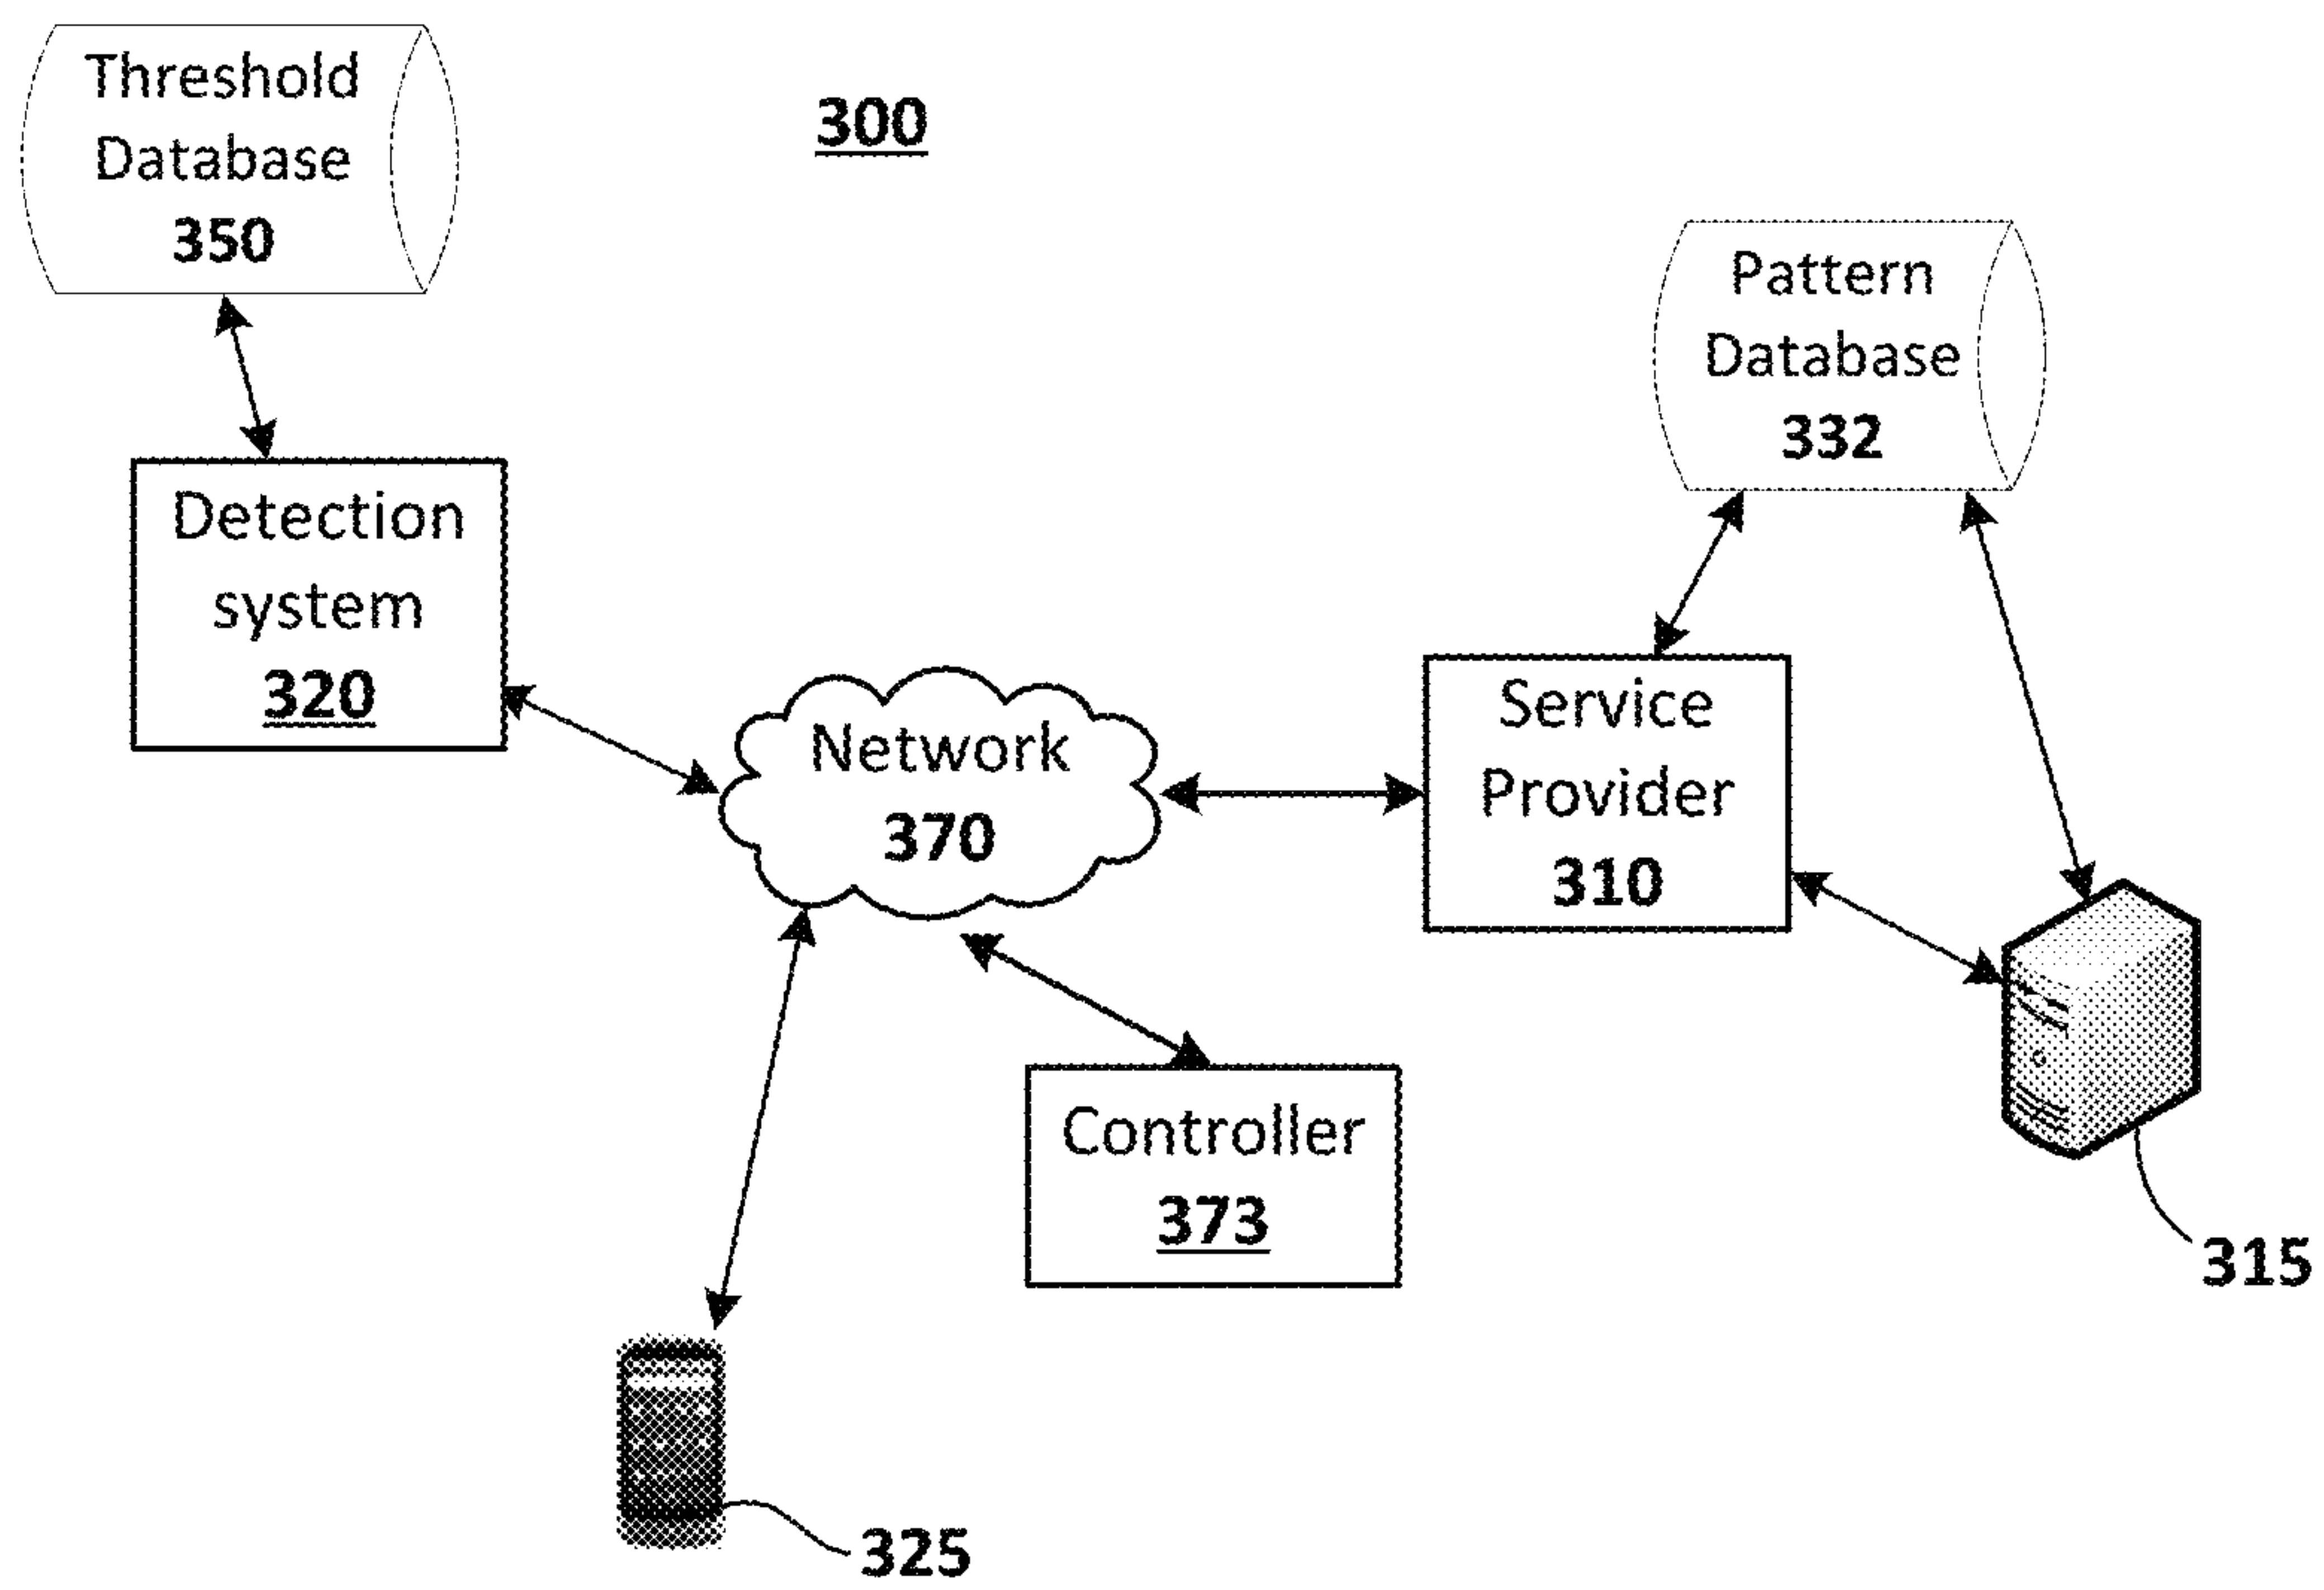 Threshold
Database
350
300
Pattern
Database
332
Detection
system
320
Service
Provider
310
Network
370
Controller
373
315
325